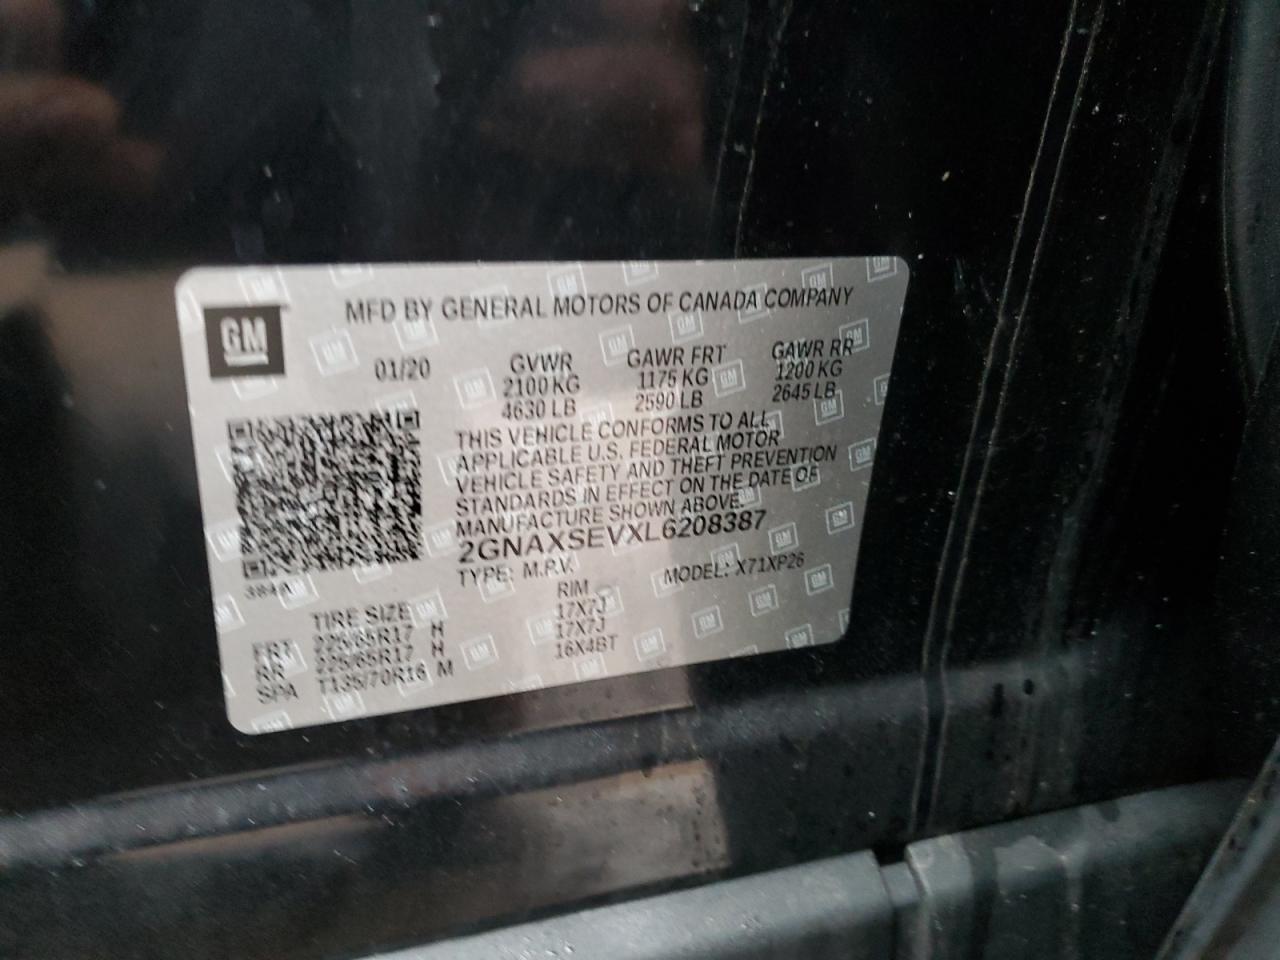 MFD BY GENERAL MOTORS OF CANADA COMPANY
GM
01/20 GVWR GAWR FRT GAWR RR
2100 KG 1175 KG 1200 KG
4630 LB 2590 LB 2645 LB
THIS VEHICLE CONFORMS TO ALL
APPLICABLE U.S. FEDERAL MOTOR
VEHICLE SAFETY AND THEFT PREVENTION
STANDARDS IN EFFECT ON THE DATE OF
MANUFACTURE SHOWN ABOVE.
2GNAXSEVXL6208387
TYPE: M.P.V. MODEL: X71XP26
TIRE SIZE RIM
FRT 225/65R17 H 17X7J
RR 225/65R17 H 17X7J
SPA T135/70R16 M 16X4BT